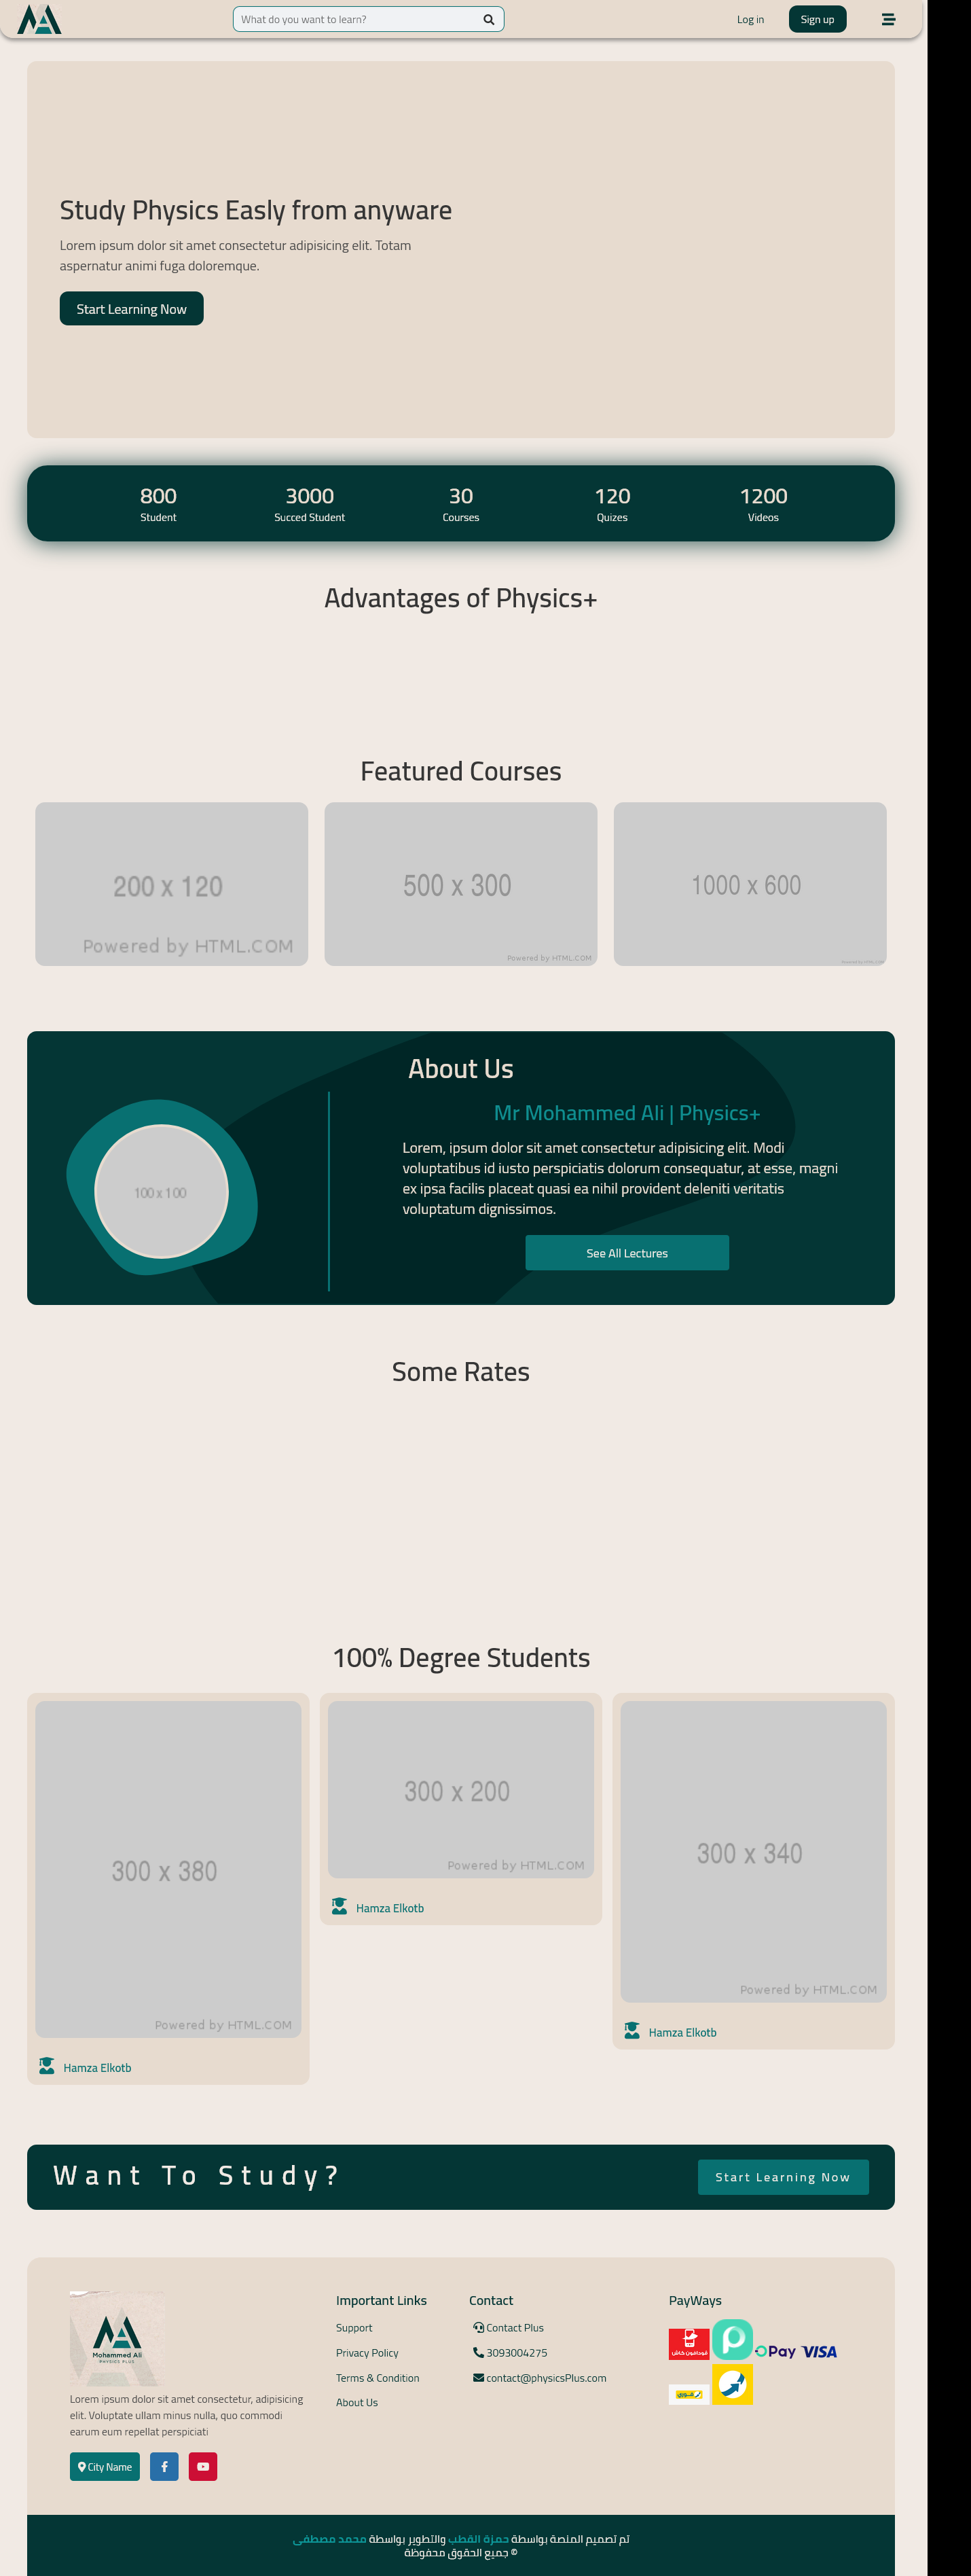 What do you want to learn?
Log in
Sign up
Study Physics Easly from anyware
Lorem ipsum dolor sit amet consectetur adipisicing elit. Totam
aspernatur animi fuga doloremque.
Start Learning Now
800
Student
3000
Succed Student
30
Courses
120
Quizes
1200
Videos
Advantages of Physics+
Featured Courses
200 x 120
Powered by HTML.COM
500 x 300
Powered by HTML.COM
1000 x 600
Powered by HTML.COM
About Us
100 x 100
Mr Mohammed Ali | Physics+
Lorem, ipsum dolor sit amet consectetur adipisicing elit. Modi
voluptatibus id iusto perspiciatis dolorum consequatur, at esse, magni
ex ipsa facilis placeat quasi ea nihil provident deleniti veritatis
voluptatum dignissimos.
See All Lectures
Some Rates
100% Degree Students
300 x 380
Powered by HTML.COM
Hamza Elkotb
300 x 200
Powered by HTML.COM
Hamza Elkotb
300 x 340
Powered by HTML.COM
Hamza Elkotb
Want To Study?
Start Learning Now
Mohammed Ali
PHYSICS PLUS
Lorem ipsum dolor sit amet consectetur, adipisicing
elit. Voluptate ullam minus nulla, quo commodi
earum eum repellat perspiciati
City Name
Important Links
Support
Privacy Policy
Terms & Condition
About Us
Contact
Contact Plus
3093004275
contact@physicsPlus.com
PayWays
فودافون كاش
OPay
VISA
فوري
تم تصميم المنصة بواسطة حمزة القطب والتطوير بواسطة محمد مصطفى
© جميع الحقوق محفوظة